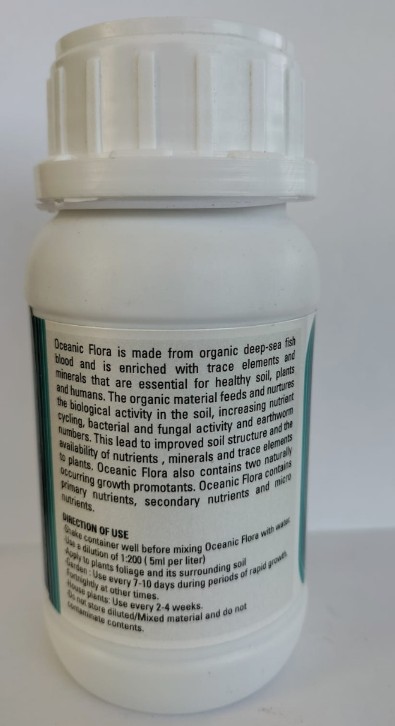 Oceanic Flora is made from organic deep-sea fish
blood and is enriched with trace elements and
minerals that are essential for healthy soil, plants
and humans. The organic material feeds and nurtures
the biological activity in the soil, increasing nutrient
cycling, bacterial and fungal activity and earthworm
numbers. This lead to improved soil structure and the
availability of nutrients , minerals and trace elements
to plants. Oceanic Flora also contains two naturally
occurring growth promotants. Oceanic Flora contains
primary nutrients, secondary nutrients and micro
nutrients.
DIRECTION OF USE
Shake container well before mixing Oceanic Flora with water.
Use a dilution of 1:200 ( 5ml per liter)
Apply to plants foliage and its surrounding soil
Garden : Use every 7-10 days during periods of rapid growth.
Fortnightly at other times.
House plants: Use every 2-4 weeks.
Do not store diluted/Mixed material and do not
contaminate contents.